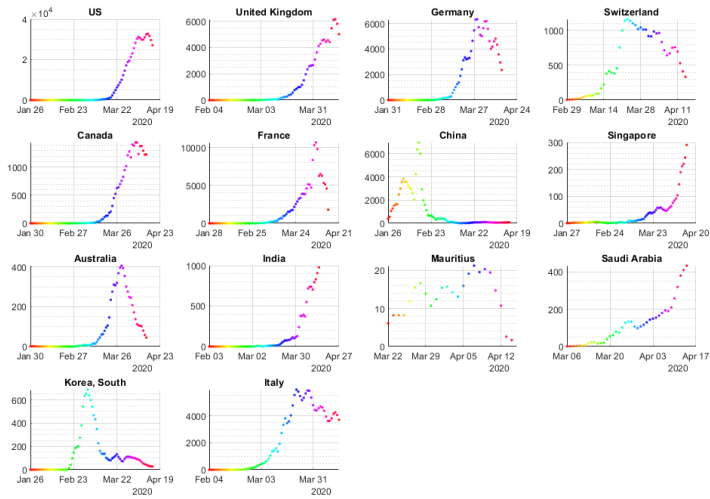 × 10⁴ US
4
2
0
Jan 26 Feb 23 Mar 22 Apr 19
2020
United Kingdom
6000
4000
2000
0
Feb 04 Mar 03 Mar 31
2020
Germany
6000
4000
2000
0
Jan 31 Feb 28 Mar 27 Apr 24
2020
Switzerland
1000
500
0
Feb 29 Mar 14 Mar 28 Apr 11
2020
Canada
1000
500
0
Jan 30 Feb 27 Mar 26 Apr 23
2020
France
10000
5000
0
Jan 28 Feb 25 Mar 24 Apr 21
2020
China
6000
4000
2000
0
Jan 26 Feb 23 Mar 22 Apr 19
2020
Singapore
300
200
100
0
Jan 27 Feb 24 Mar 23 Apr 20
2020
Australia
400
200
0
Jan 30 Feb 27 Mar 26 Apr 23
2020
India
1000
500
0
Feb 03 Mar 02 Mar 30 Apr 27
2020
Mauritius
20
10
0
Mar 22 Mar 29 Apr 05 Apr 12
2020
Saudi Arabia
400
200
0
Mar 06 Mar 20 Apr 03 Apr 17
2020
Korea, South
600
400
200
0
Jan 26 Feb 23 Mar 22 Apr 19
2020
Italy
4000
2000
0
Feb 04 Mar 03 Mar 31
2020